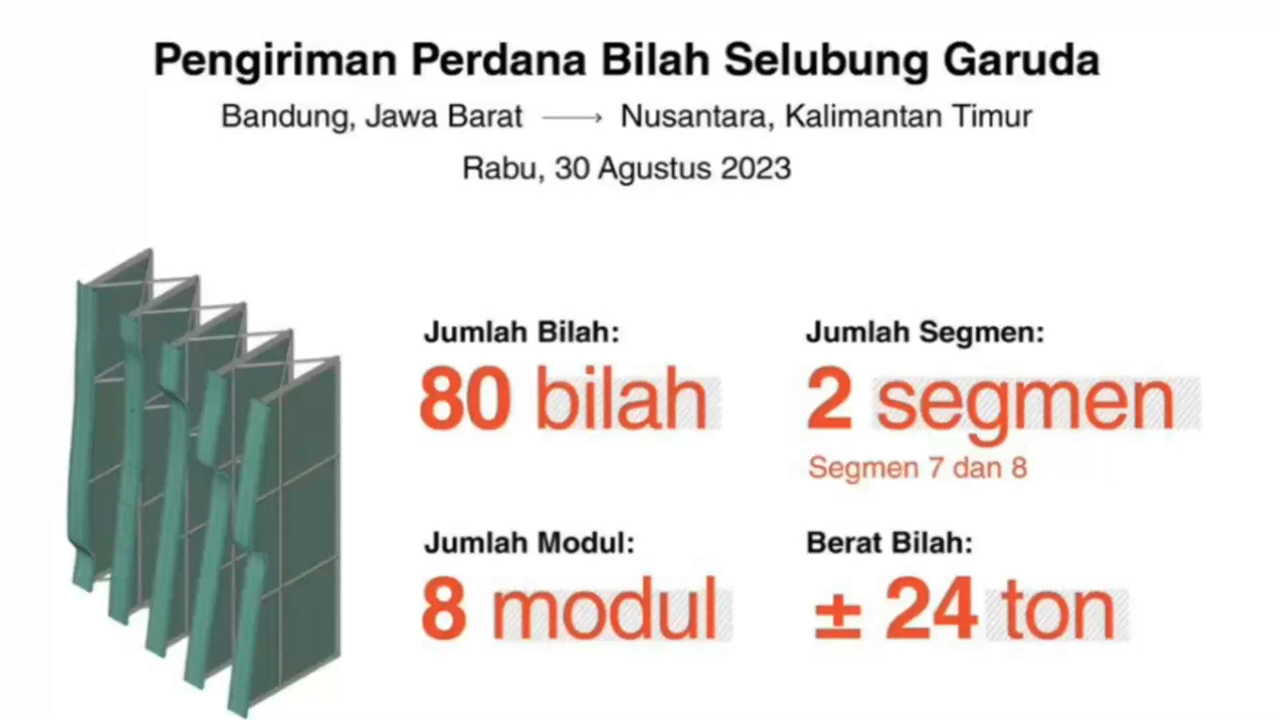 Pengiriman Perdana Bilah Selubung Garuda
Bandung, Jawa Barat → Nusantara, Kalimantan Timur
Rabu, 30 Agustus 2023
Jumlah Bilah:
80 bilah
Jumlah Segmen:
2 segmen
Segmen 7 dan 8
Jumlah Modul:
8 modul
Berat Bilah:
± 24 ton